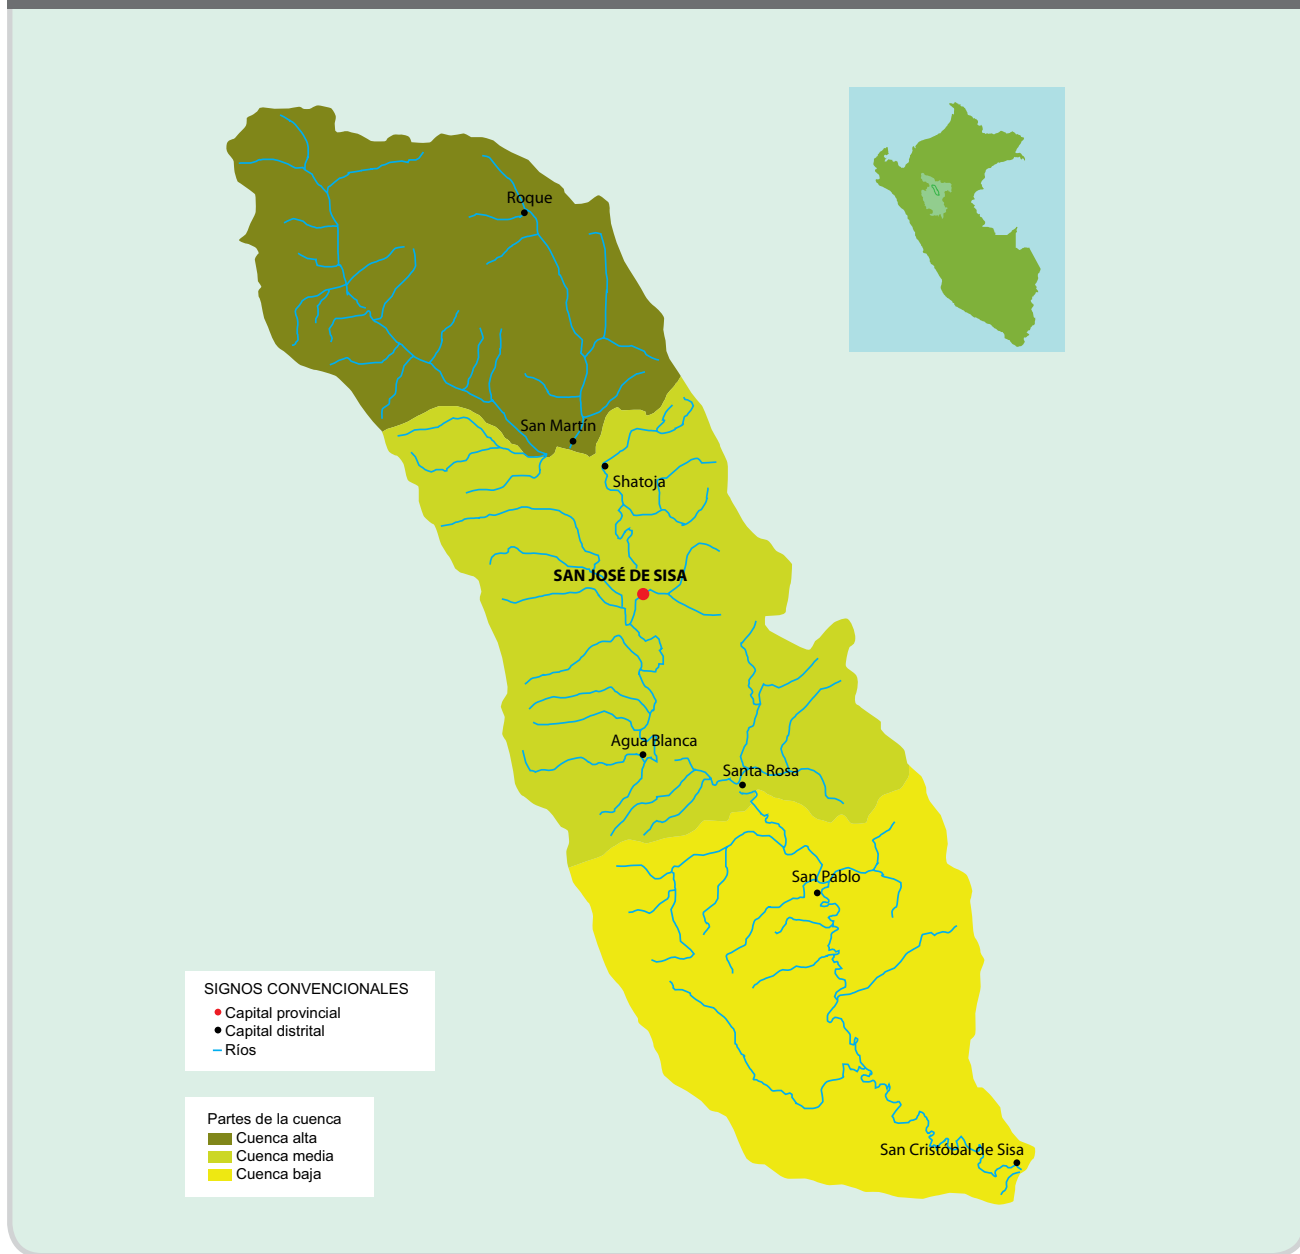 Roque
San Martín
Shatoja
SAN JOSÉ DE SISA
Agua Blanca
Santa Rosa
San Pablo
San Cristóbal de Sisa
SIGNOS CONVENCIONALES
Capital provincial
Capital distrital
Ríos
Partes de la cuenca
Cuenca alta
Cuenca media
Cuenca baja